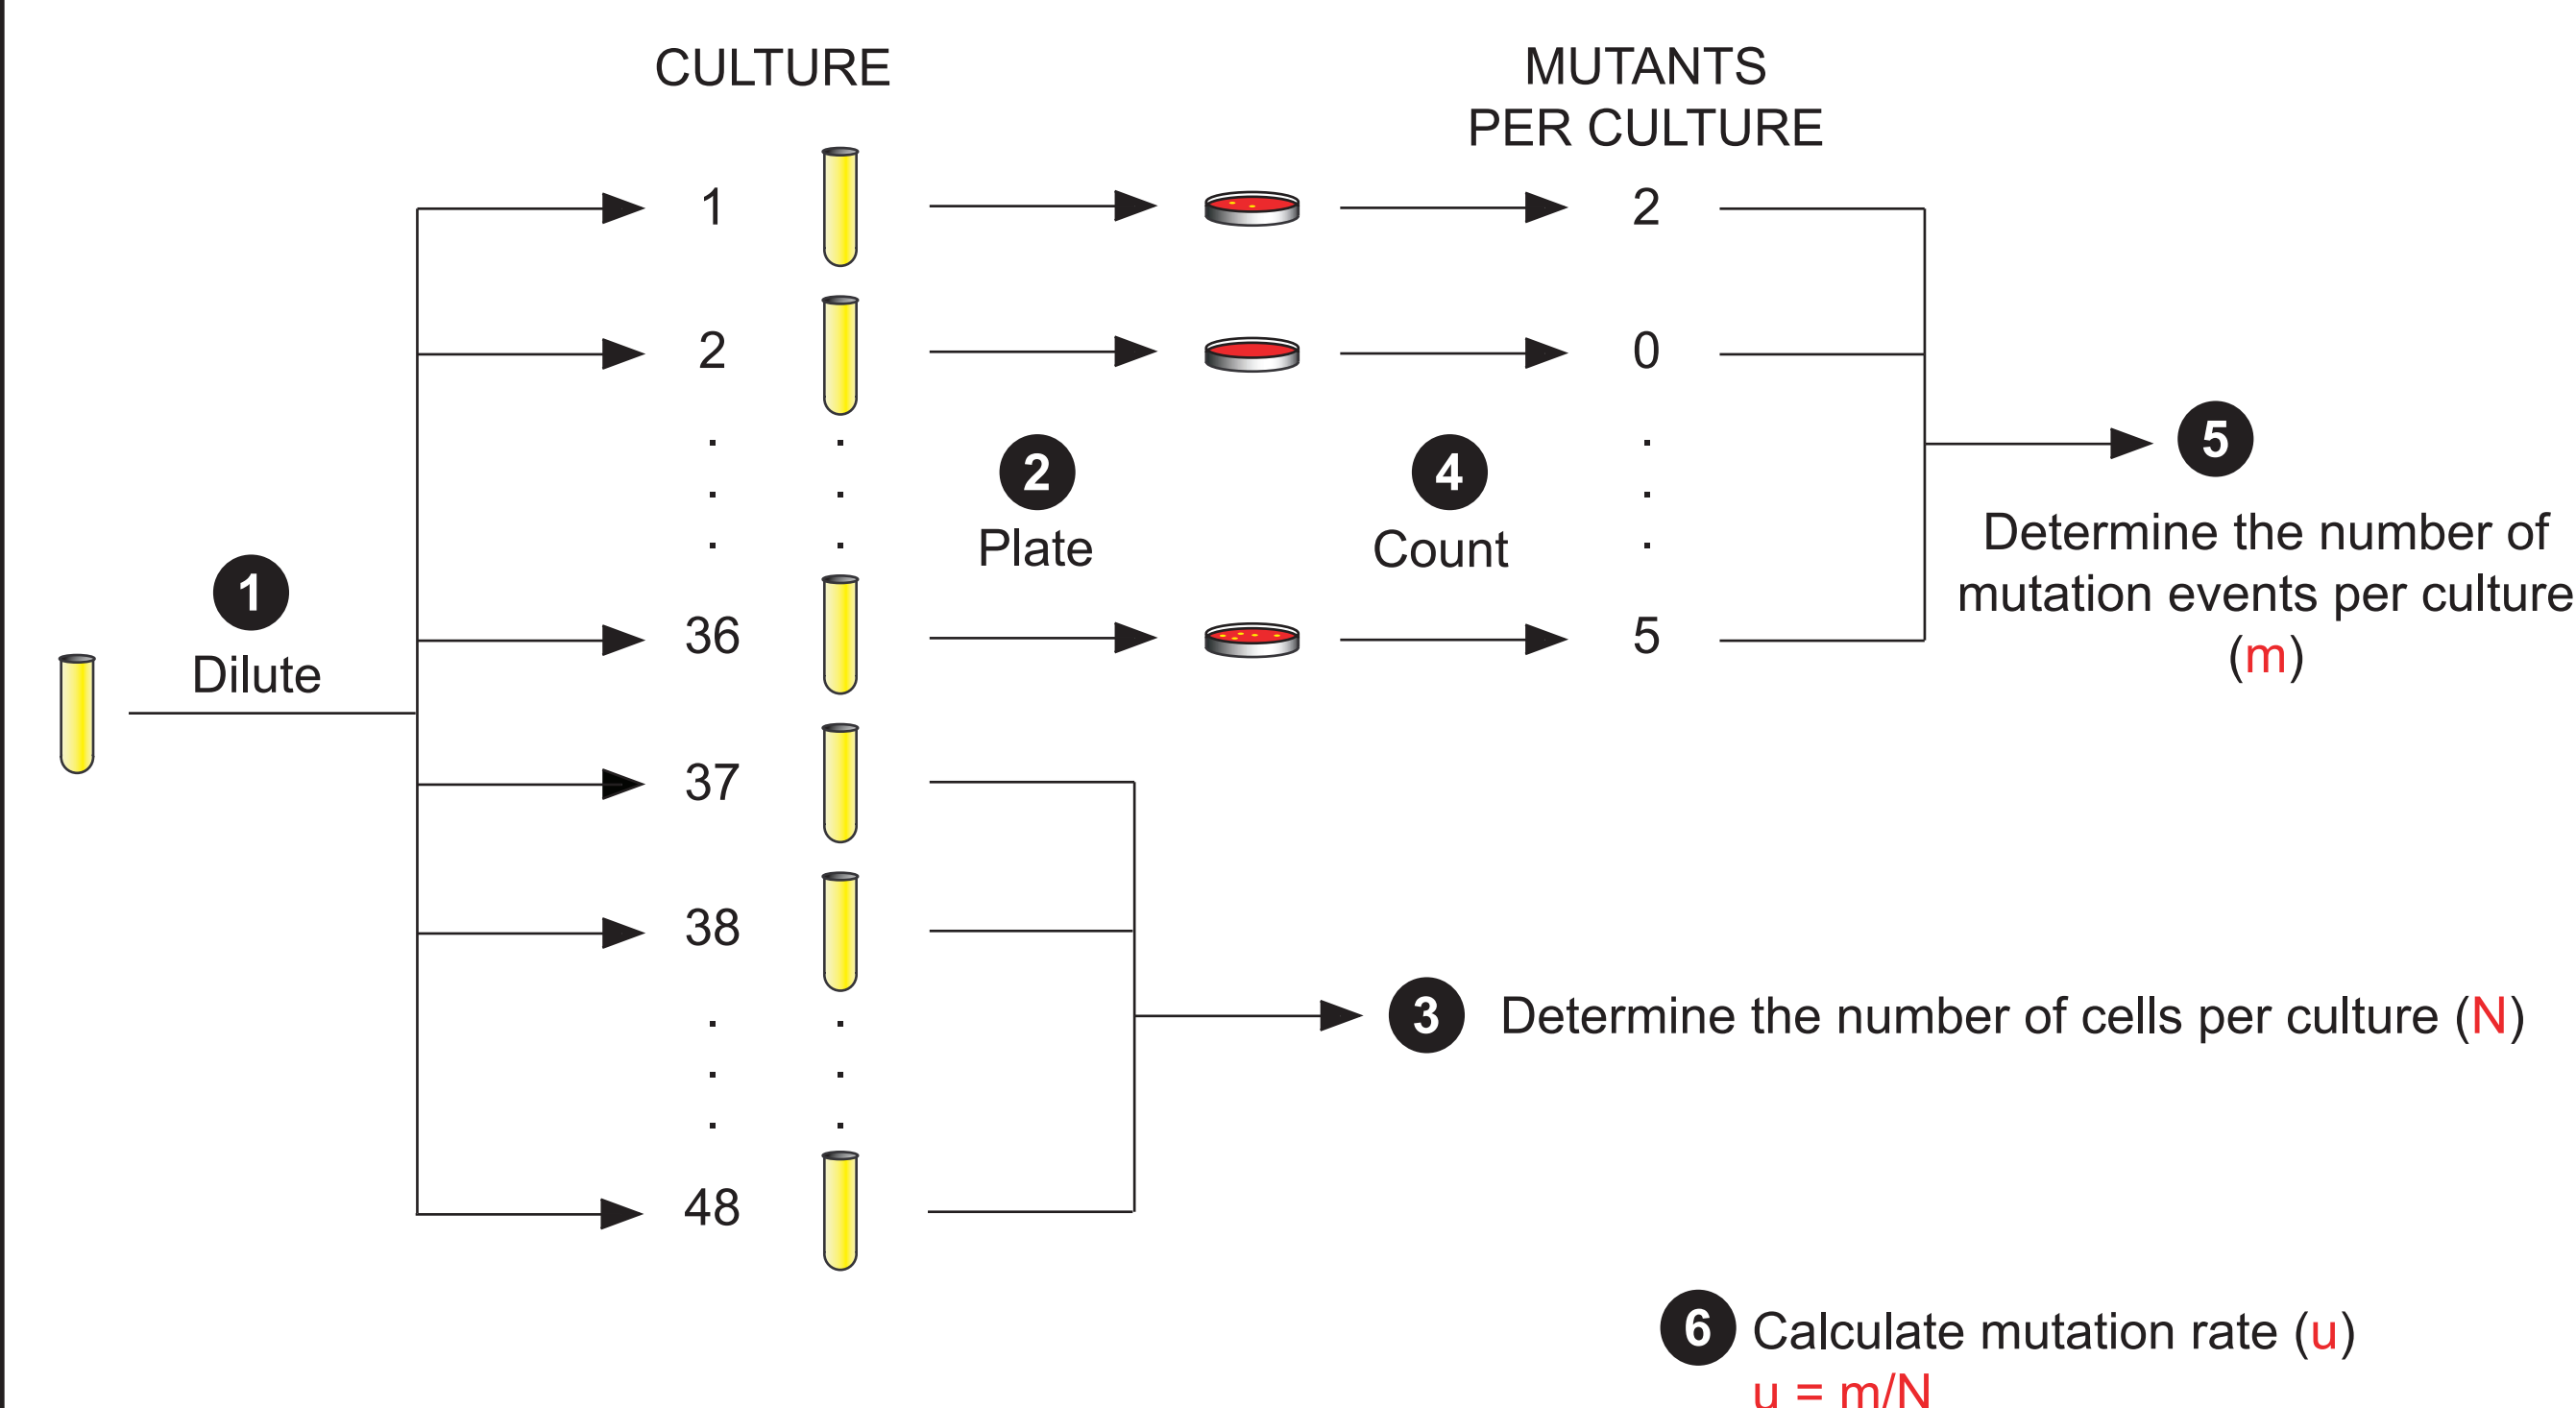 CULTURE
MUTANTS
PER CULTURE
1
2
2
0
.
.
.
.
.
.
2
Plate
4
Count
.
.
.
5
Determine the number of
mutation events per culture
(m)
1
Dilute
36
5
37
38
3 Determine the number of cells per culture (N)
.
.
.
.
.
.
48
6 Calculate mutation rate (u)
u = m/N